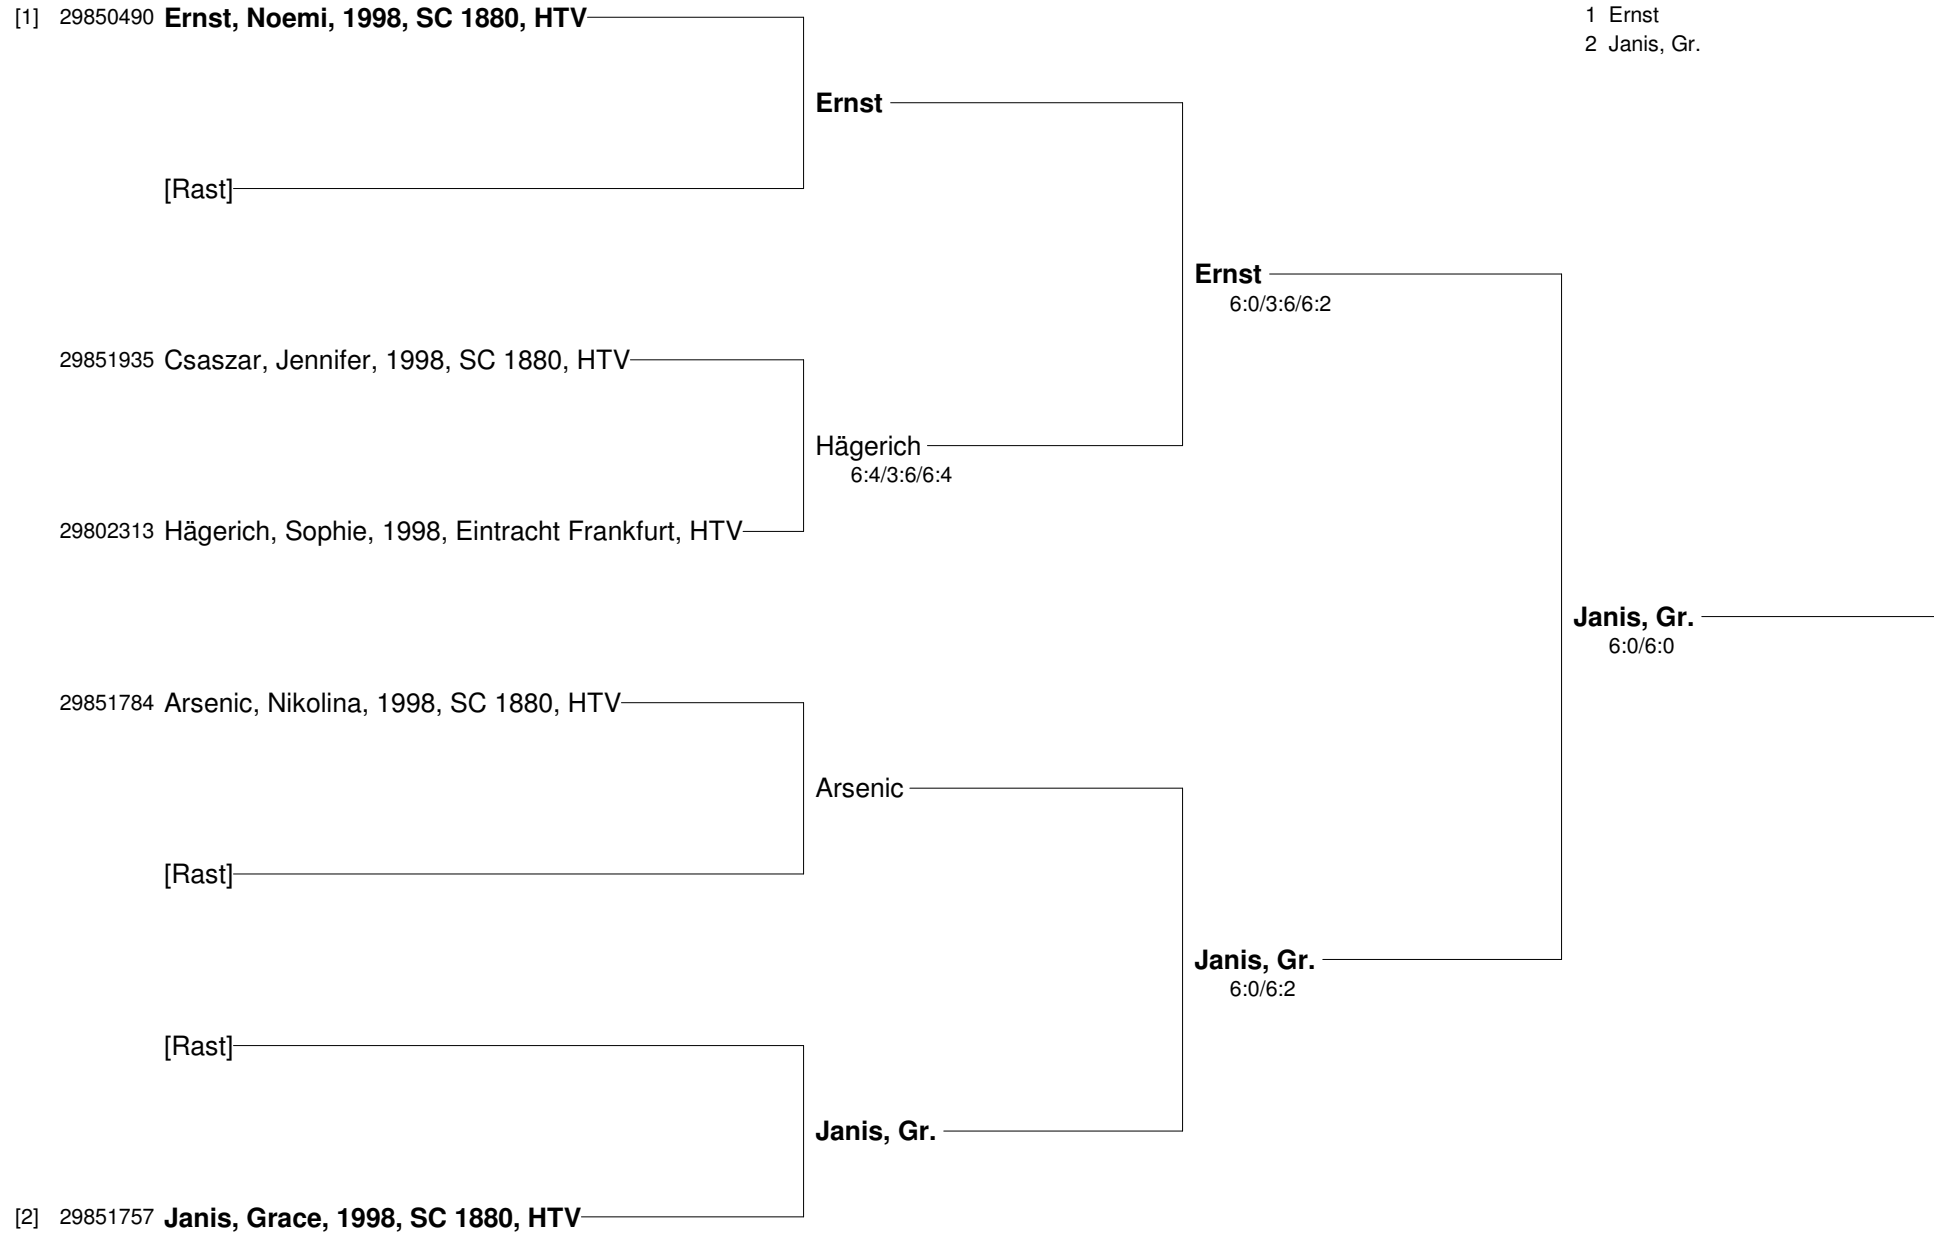 [1] 29850490 Ernst, Noemi, 1998, SC 1880, HTV
1 Ernst
2 Janis, Gr.
Ernst
[Rast]
Ernst
6:0/3:6/6:2
29851935 Csaszar, Jennifer, 1998, SC 1880, HTV
Hägerich
6:4/3:6/6:4
29802313 Hägerich, Sophie, 1998, Eintracht Frankfurt, HTV
Janis, Gr.
6:0/6:0
29851784 Arsenic, Nikolina, 1998, SC 1880, HTV
Arsenic
[Rast]
Janis, Gr.
6:0/6:2
[Rast]
Janis, Gr.
[2] 29851757 Janis, Grace, 1998, SC 1880, HTV